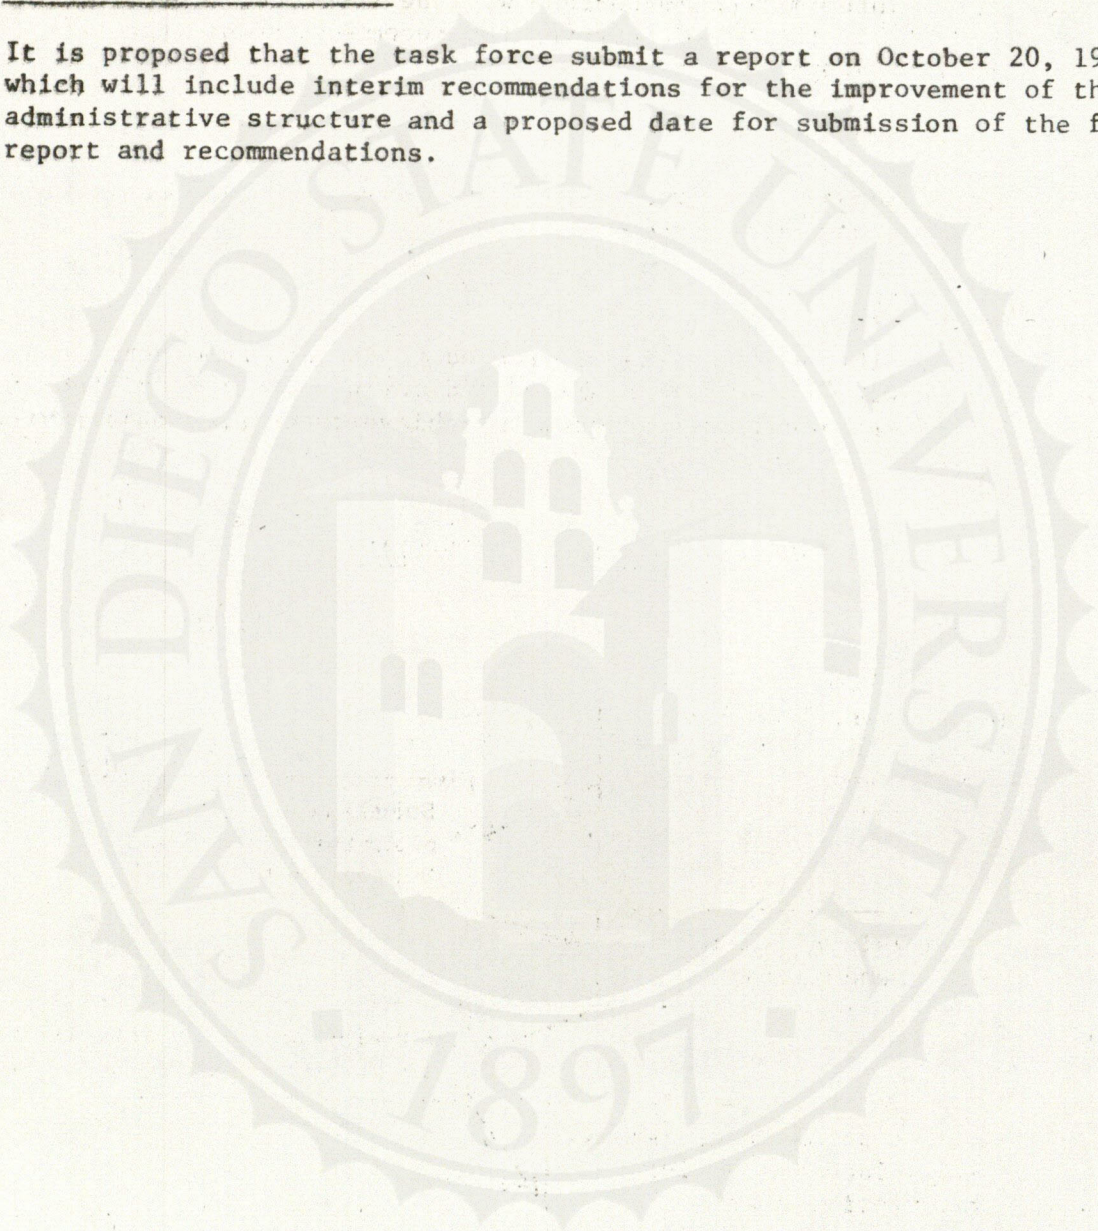 It is proposed that the task force submit a report on October 20, 19
which will include interim recommendations for the improvement of th
administrative structure and a proposed date for submission of the f
report and recommendations.
SAN DIEGO STATE UNIVERSITY
1897